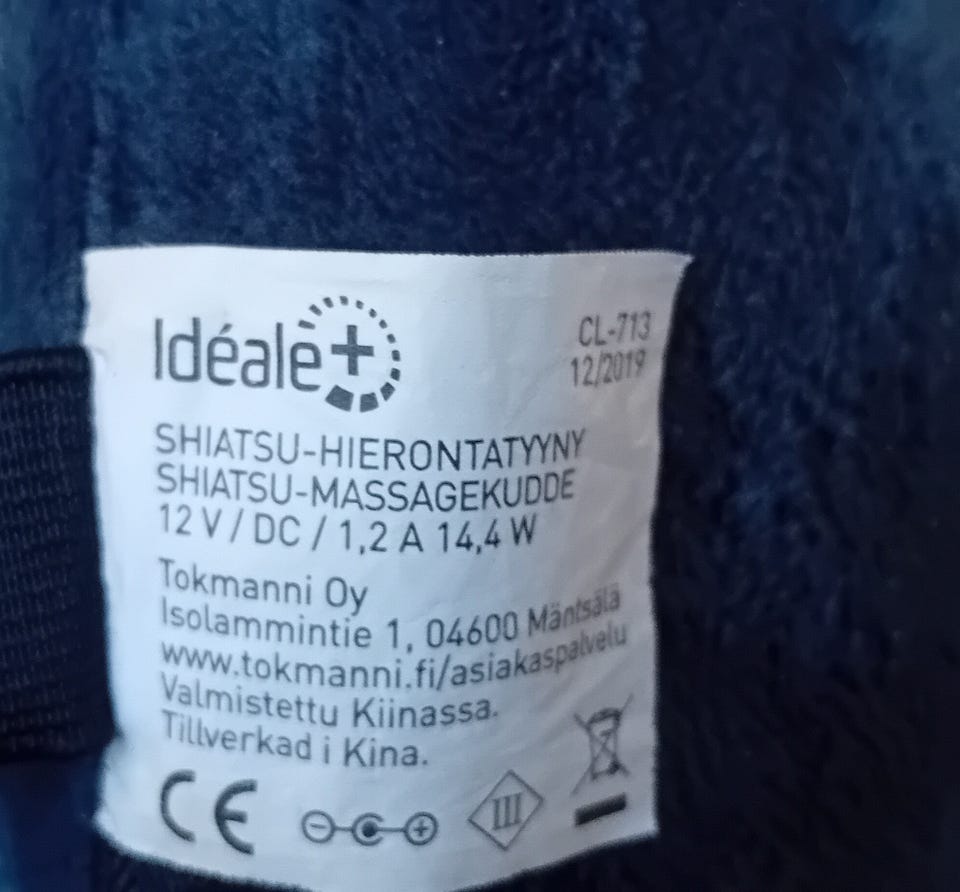 Idéale+
CL-713
12/2019
SHIATSU-HIERONTATYYNY
SHIATSU-MASSAGEKUDDE
12 V / DC / 1,2 A 14,4 W
Tokmanni Oy
Isolammintie 1, 04600 Mäntsälä
www.tokmanni.fi/asiakaspalvelu
Valmistettu Kiinassa.
Tillverkad i Kina.
CE
III